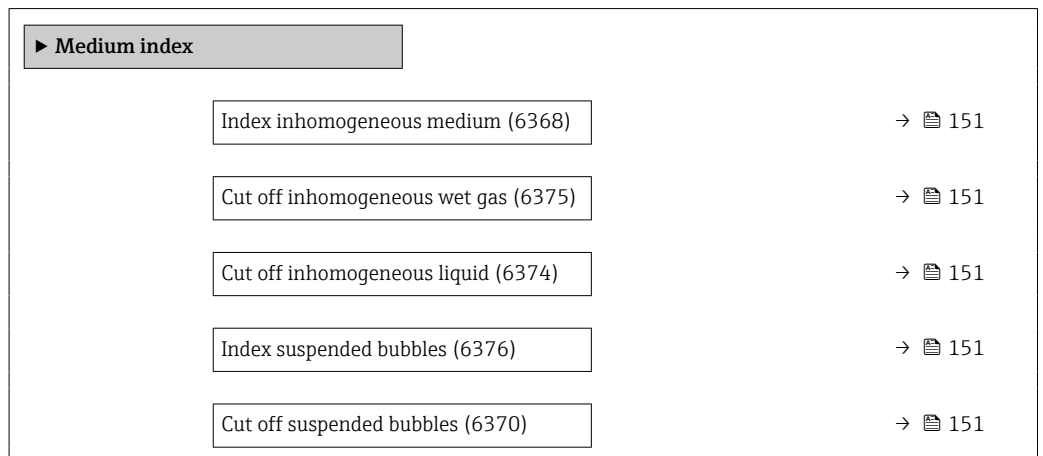 ▶ Medium index
Index inhomogeneous medium (6368) → 151
Cut off inhomogeneous wet gas (6375) → 151
Cut off inhomogeneous liquid (6374) → 151
Index suspended bubbles (6376) → 151
Cut off suspended bubbles (6370) → 151